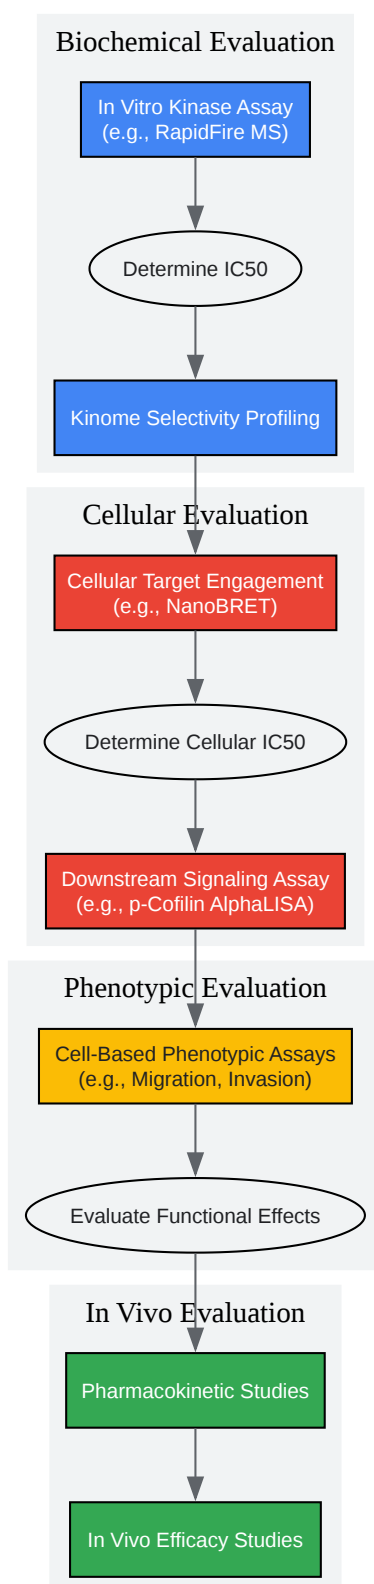 Biochemical Evaluation
In Vitro Kinase Assay
(e.g., RapidFire MS)
Determine IC50
Kinome Selectivity Profiling
Cellular Evaluation
Cellular Target Engagement
(e.g., NanoBRET)
Determine Cellular IC50
Downstream Signaling Assay
(e.g., p-Cofilin AlphaLISA)
Phenotypic Evaluation
Cell-Based Phenotypic Assays
(e.g., Migration, Invasion)
Evaluate Functional Effects
In Vivo Evaluation
Pharmacokinetic Studies
In Vivo Efficacy Studies